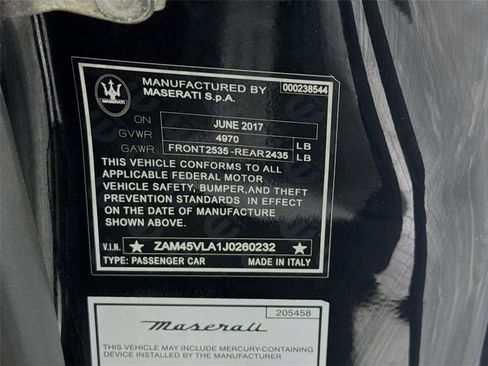 MANUFACTURED BY 000238544
MASERATI S.p.A.
MASERATI
ON JUNE 2017
GVWR 4970 LB
GAWR FRONT2535 -REAR2435 LB
THIS VEHICLE CONFORMS TO ALL
APPLICABLE FEDERAL MOTOR
VEHICLE SAFETY, BUMPER,AND THEFT
PREVENTION STANDARDS IN EFFECT
ON THE DATE OF MANUFACTURE
SHOWN ABOVE.
V.I.N. ★ ZAM45VLA1J0260232 ★
TYPE: PASSENGER CAR MADE IN ITALY
205458
Maserati
THIS VEHICLE MAY INCLUDE MERCURY-CONTAINING
DEVICE INSTALLED BY THE MANUFACTURER